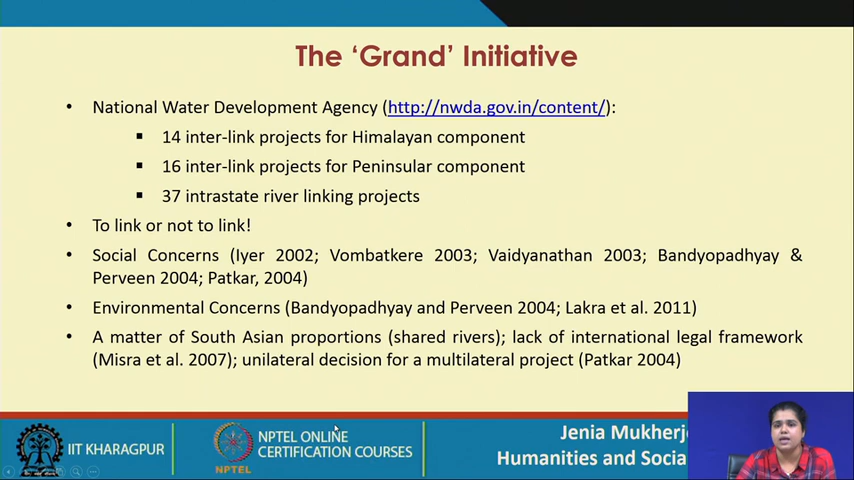 The ‘Grand’ Initiative
• National Water Development Agency (http://nwda.gov.in/content/):
▪ 14 inter-link projects for Himalayan component
▪ 16 inter-link projects for Peninsular component
▪ 37 intrastate river linking projects
• To link or not to link!
• Social Concerns (Iyer 2002; Vombatkere 2003; Vaidyanathan 2003; Bandyopadhyay &
Perveen 2004; Patkar, 2004)
• Environmental Concerns (Bandyopadhyay and Perveen 2004; Lakra et al. 2011)
• A matter of South Asian proportions (shared rivers); lack of international legal framework
(Misra et al. 2007); unilateral decision for a multilateral project (Patkar 2004)
IIT KHARAGPUR
NPTEL
NPTEL ONLINE
CERTIFICATION COURSES
Jenia Mukherje
Humanities and Socia